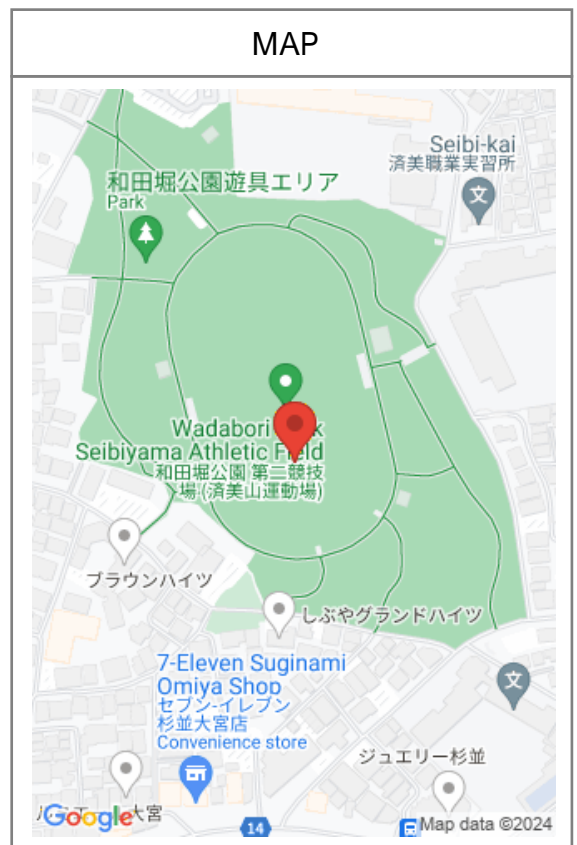 MAP
Seibi-kai
済美職業実習所
文
和田堀公園遊具エリア
Park
Wadabori
Seibiyama Athletic Field
和田堀公園 第二競技
場 (済美山運動場)
ブラウンハイツ
しぶやグランドハイツ
7-Eleven Suginami
Omiya Shop
セブン-イレブン
杉並大宮店
Convenience store
文
ジュエリー杉並
大宮
Google
14
Map data ©2024